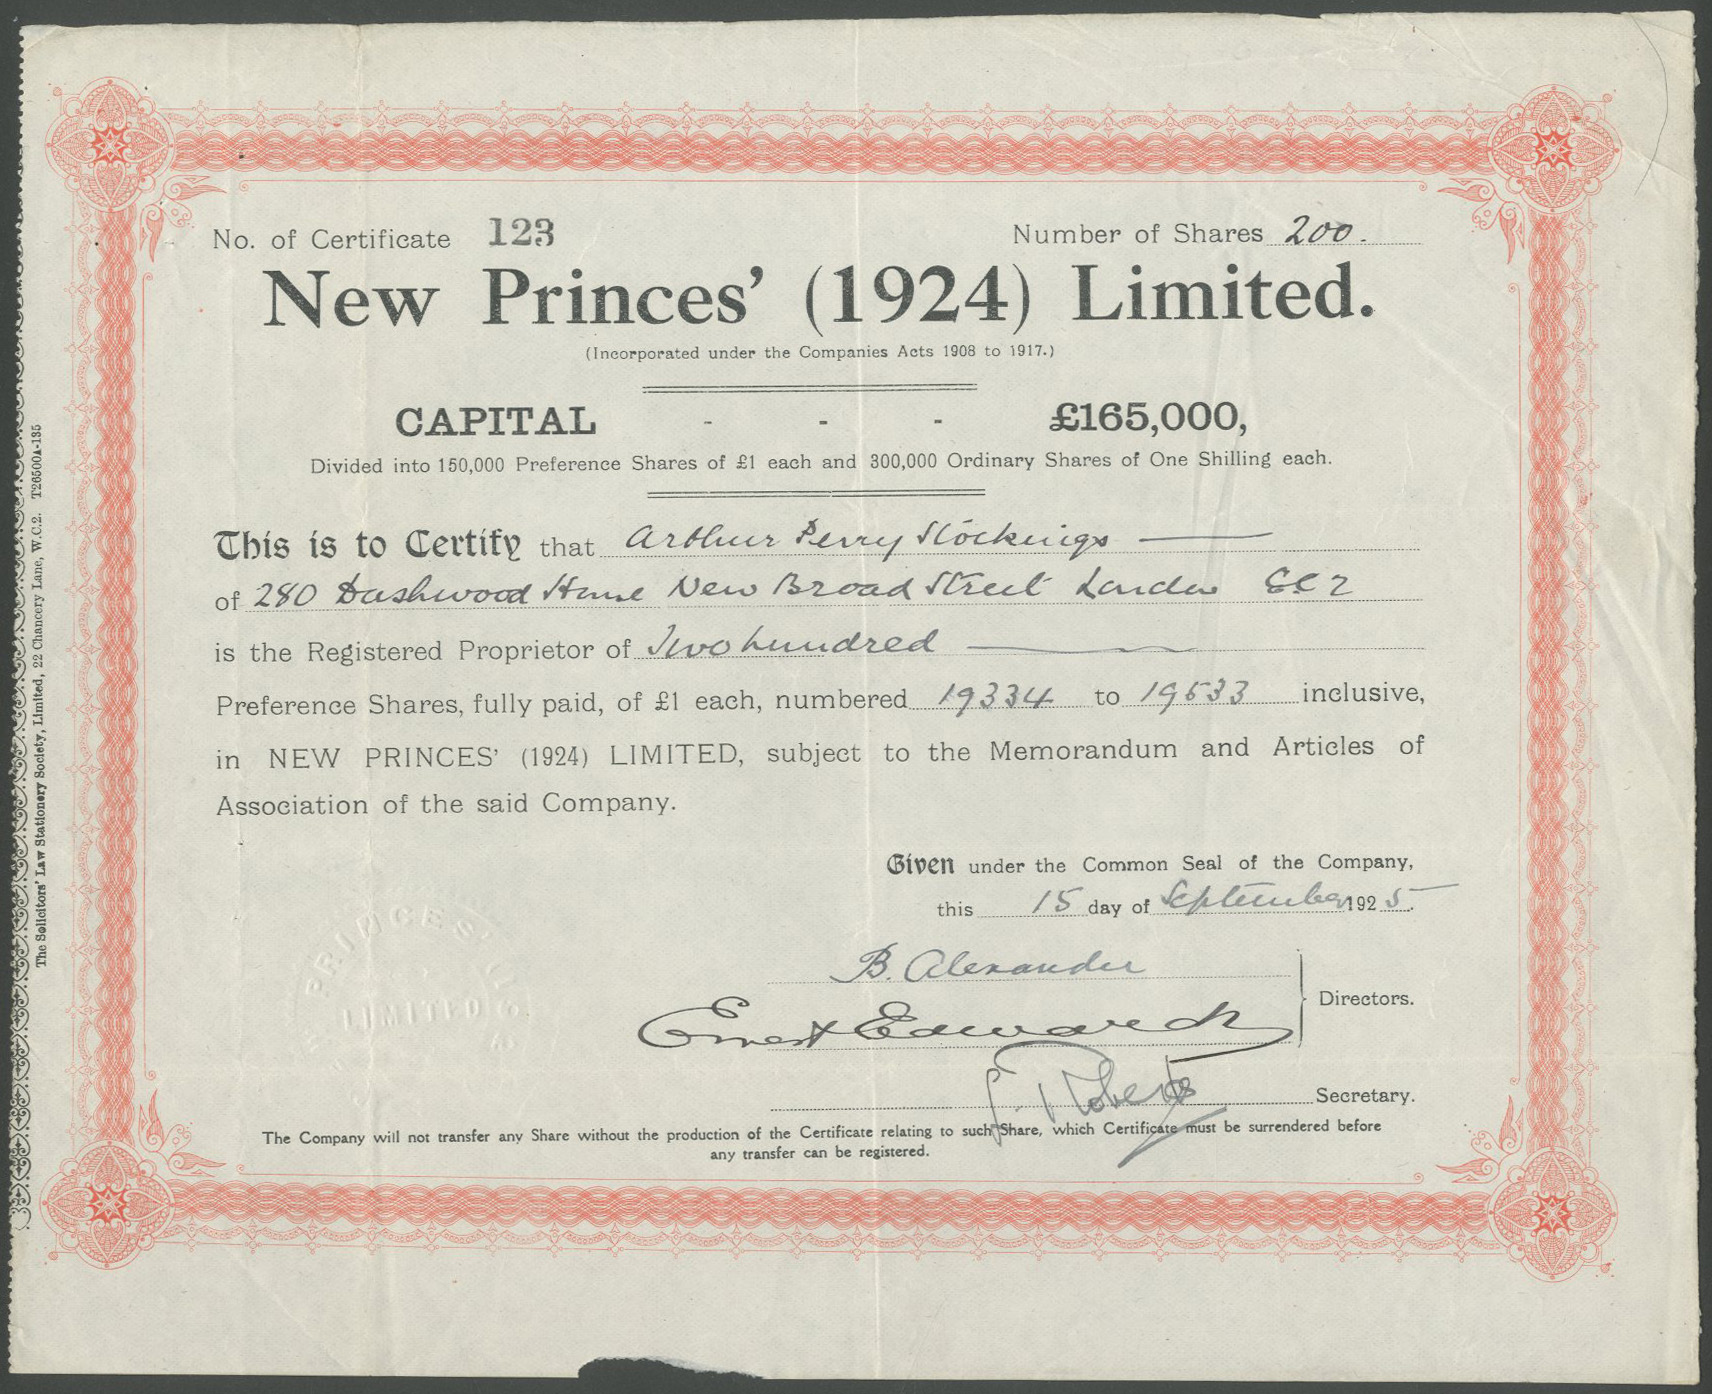 No. of Certificate 123
Number of Shares 200.
New Princes' (1924) Limited.
(Incorporated under the Companies Acts 1908 to 1917.)
CAPITAL - - - £165,000,
Divided into 150,000 Preference Shares of £1 each and 300,000 Ordinary Shares of One Shilling each.
This is to Certify that Arthur Perry Stockings
of 280 Dashwood House New Broad Street London EC2
is the Registered Proprietor of Two hundred
Preference Shares, fully paid, of £1 each, numbered 19334 to 19533 inclusive,
in NEW PRINCES' (1924) LIMITED, subject to the Memorandum and Articles of
Association of the said Company.
Given under the Common Seal of the Company,
this 15 day of September 1925.
B. Alexander
Ernest Edwards
Directors.
Roberts
Secretary.
The Company will not transfer any Share without the production of the Certificate relating to such Share, which Certificate must be surrendered before
any transfer can be registered.
PRINCES'
LIMITED
The Solicitors' Law Stationery Society, Limited, 22 Chancery Lane, W.C.2. T26500A-135